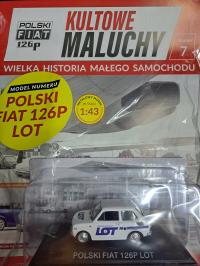 POLSKI
FIAT
126p
KULTOWE
MALUCHY
7
WIELKA HISTORIA MAŁEGO SAMOCHODU
MODEL NUMERU
POLSKI
FIAT 126P
LOT
1:43
LOT
POLSKI FIAT 126P LOT